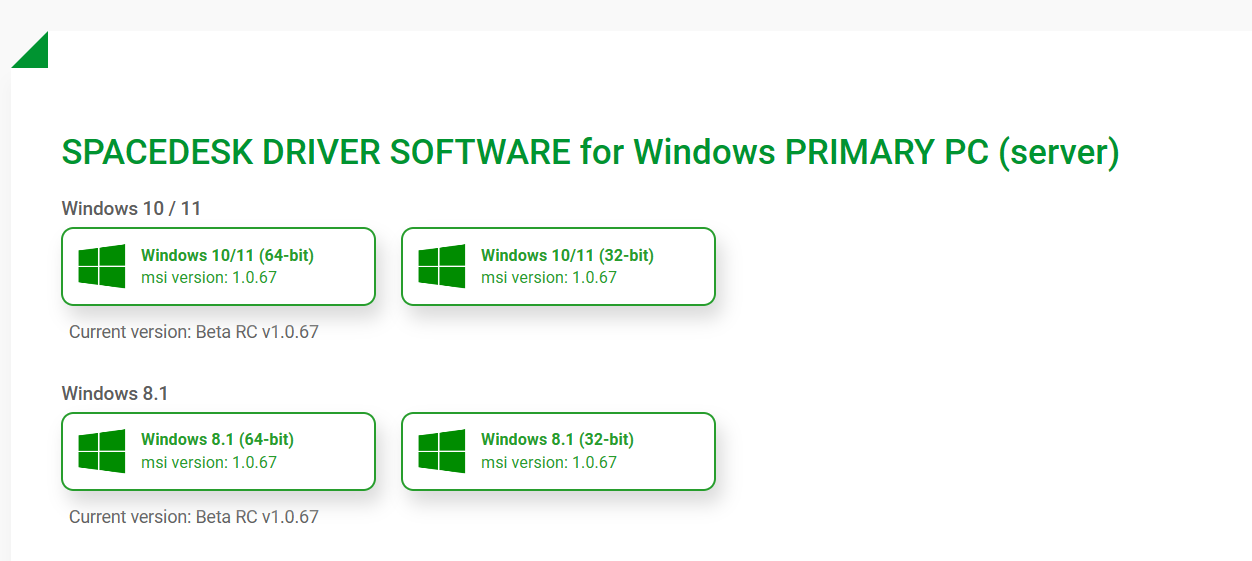 SPACEDESK DRIVER SOFTWARE for Windows PRIMARY PC (server)
Windows 10 / 11
Windows 10/11 (64-bit)
msi version: 1.0.67
Windows 10/11 (32-bit)
msi version: 1.0.67
Current version: Beta RC v1.0.67
Windows 8.1
Windows 8.1 (64-bit)
msi version: 1.0.67
Windows 8.1 (32-bit)
msi version: 1.0.67
Current version: Beta RC v1.0.67